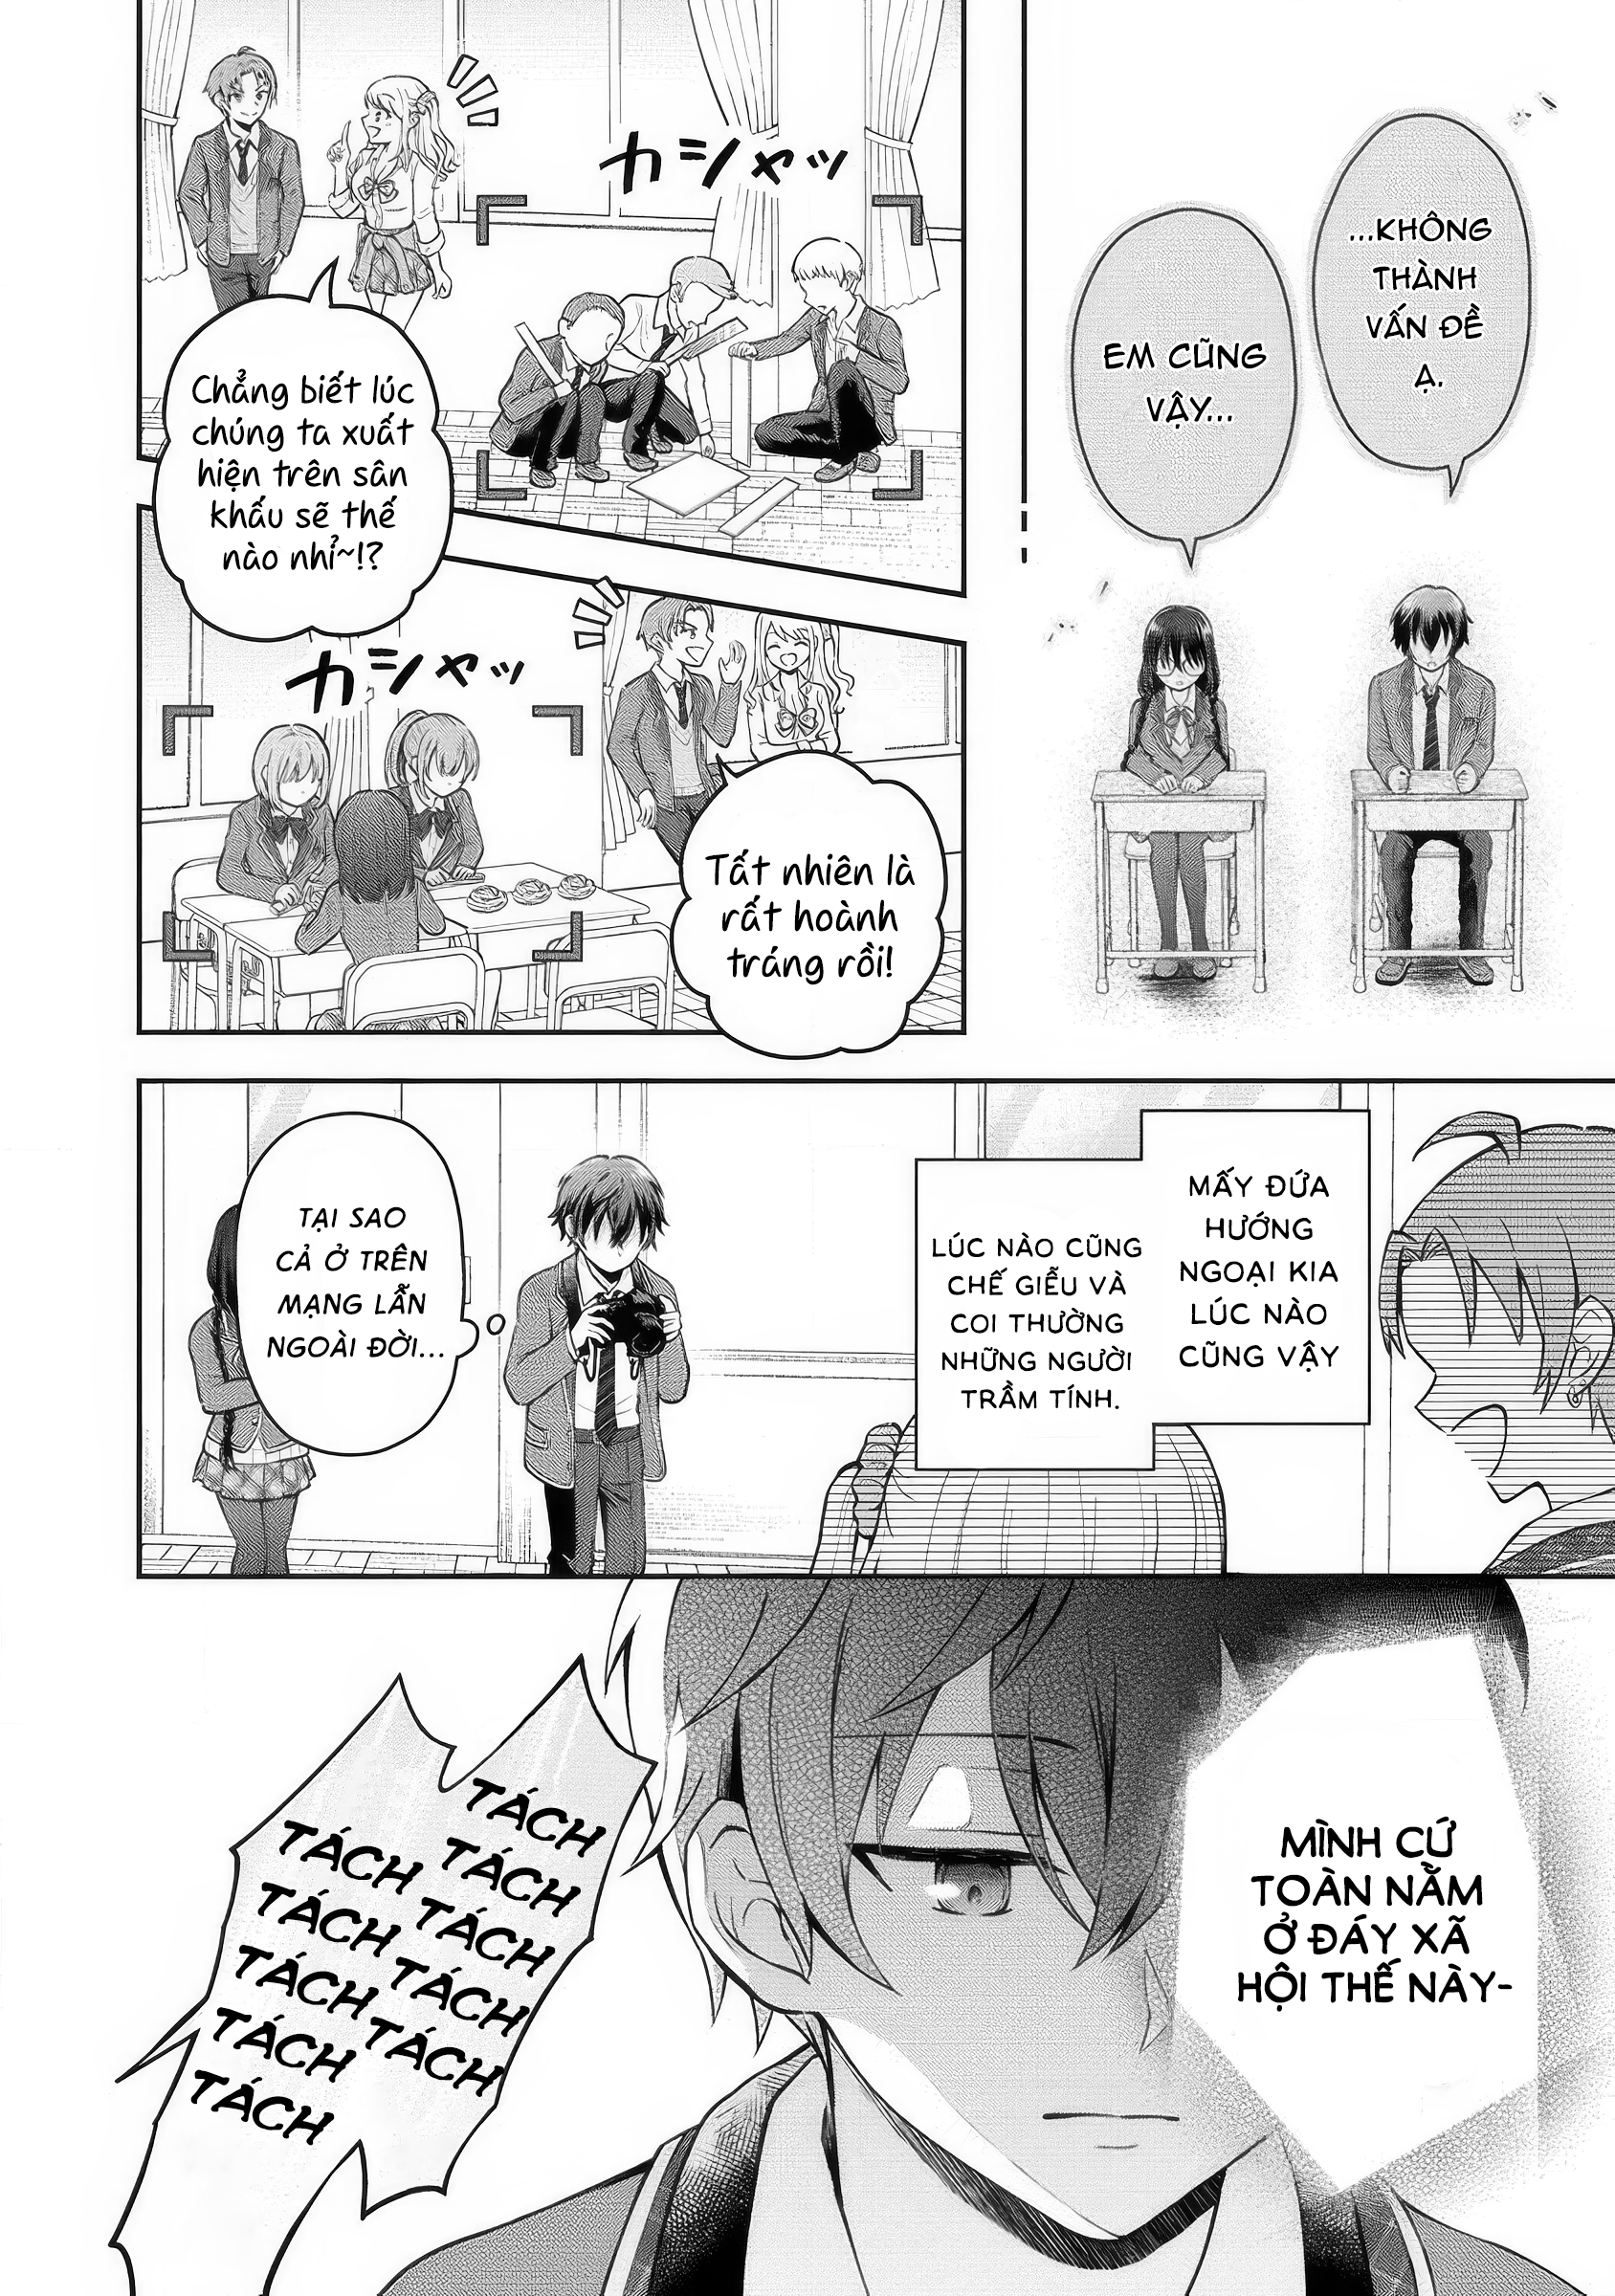 ...KHÔNG
THÀNH
VẤN ĐỀ
Ạ.
EM CŨNG
VẬY...
カシャッ
Chẳng biết lúc
chúng ta xuất
hiện trên sân
khấu sẽ thế
nào nhỉ~!?
カシャッ
Tất nhiên là
rất hoành
tráng rồi!
MẤY ĐỨA
HƯỚNG
NGOẠI KIA
LÚC NÀO
CŨNG VẬY
LÚC NÀO CŨNG
CHẾ GIỄU VÀ
COI THƯỜNG
NHỮNG NGƯỜI
TRẦM TÍNH.
TẠI SAO
CẢ Ở TRÊN
MẠNG LẪN
NGOÀI ĐỜI...
MÌNH CỨ
TOÀN NẰM
Ở ĐÁY XÃ
HỘI THẾ NÀY-
TÁCH
TÁCH
TÁCH
TÁCH
TÁCH
TÁCH
TÁCH
TÁCH
TÁCH
TÁCH